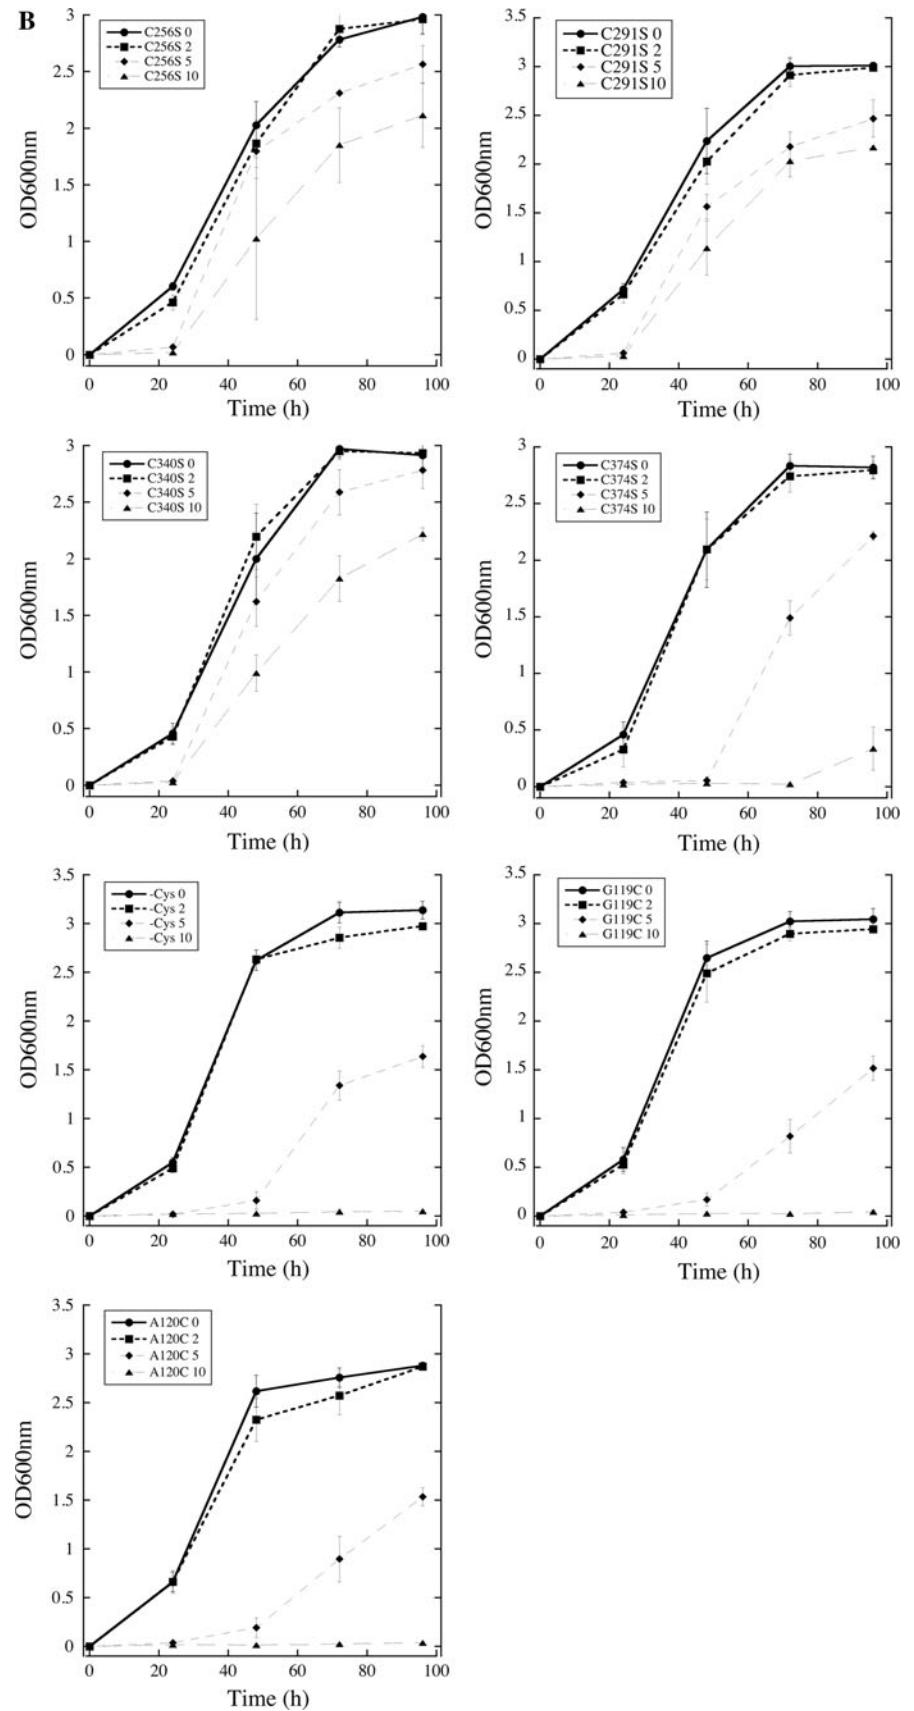 B
C256S 0
C256S 2
C256S 5
C256S 10
3
2.5
2
1.5
1
0.5
0
OD600nm
0 20 40 60 80 100
Time (h)
C291S 0
C291S 2
C291S 5
C291S10
3.5
3
2.5
2
1.5
1
0.5
0
OD600nm
0 20 40 60 80 100
Time (h)
C340S 0
C340S 2
C340S 5
C340S 10
3
2.5
2
1.5
1
0.5
0
OD600nm
0 20 40 60 80 100
Time (h)
C374S 0
C374S 2
C374S 5
C374S 10
3
2.5
2
1.5
1
0.5
0
OD600nm
0 20 40 60 80 100
Time (h)
-Cys 0
-Cys 2
-Cys 5
-Cys 10
3.5
3
2.5
2
1.5
1
0.5
0
OD600nm
0 20 40 60 80 100
Time (h)
G119C 0
G119C 2
G119C 5
G119C 10
3.5
3
2.5
2
1.5
1
0.5
0
OD600nm
0 20 40 60 80 100
Time (h)
A120C 0
A120C 2
A120C 5
A120C 10
3.5
3
2.5
2
1.5
1
0.5
0
OD600nm
0 20 40 60 80 100
Time (h)